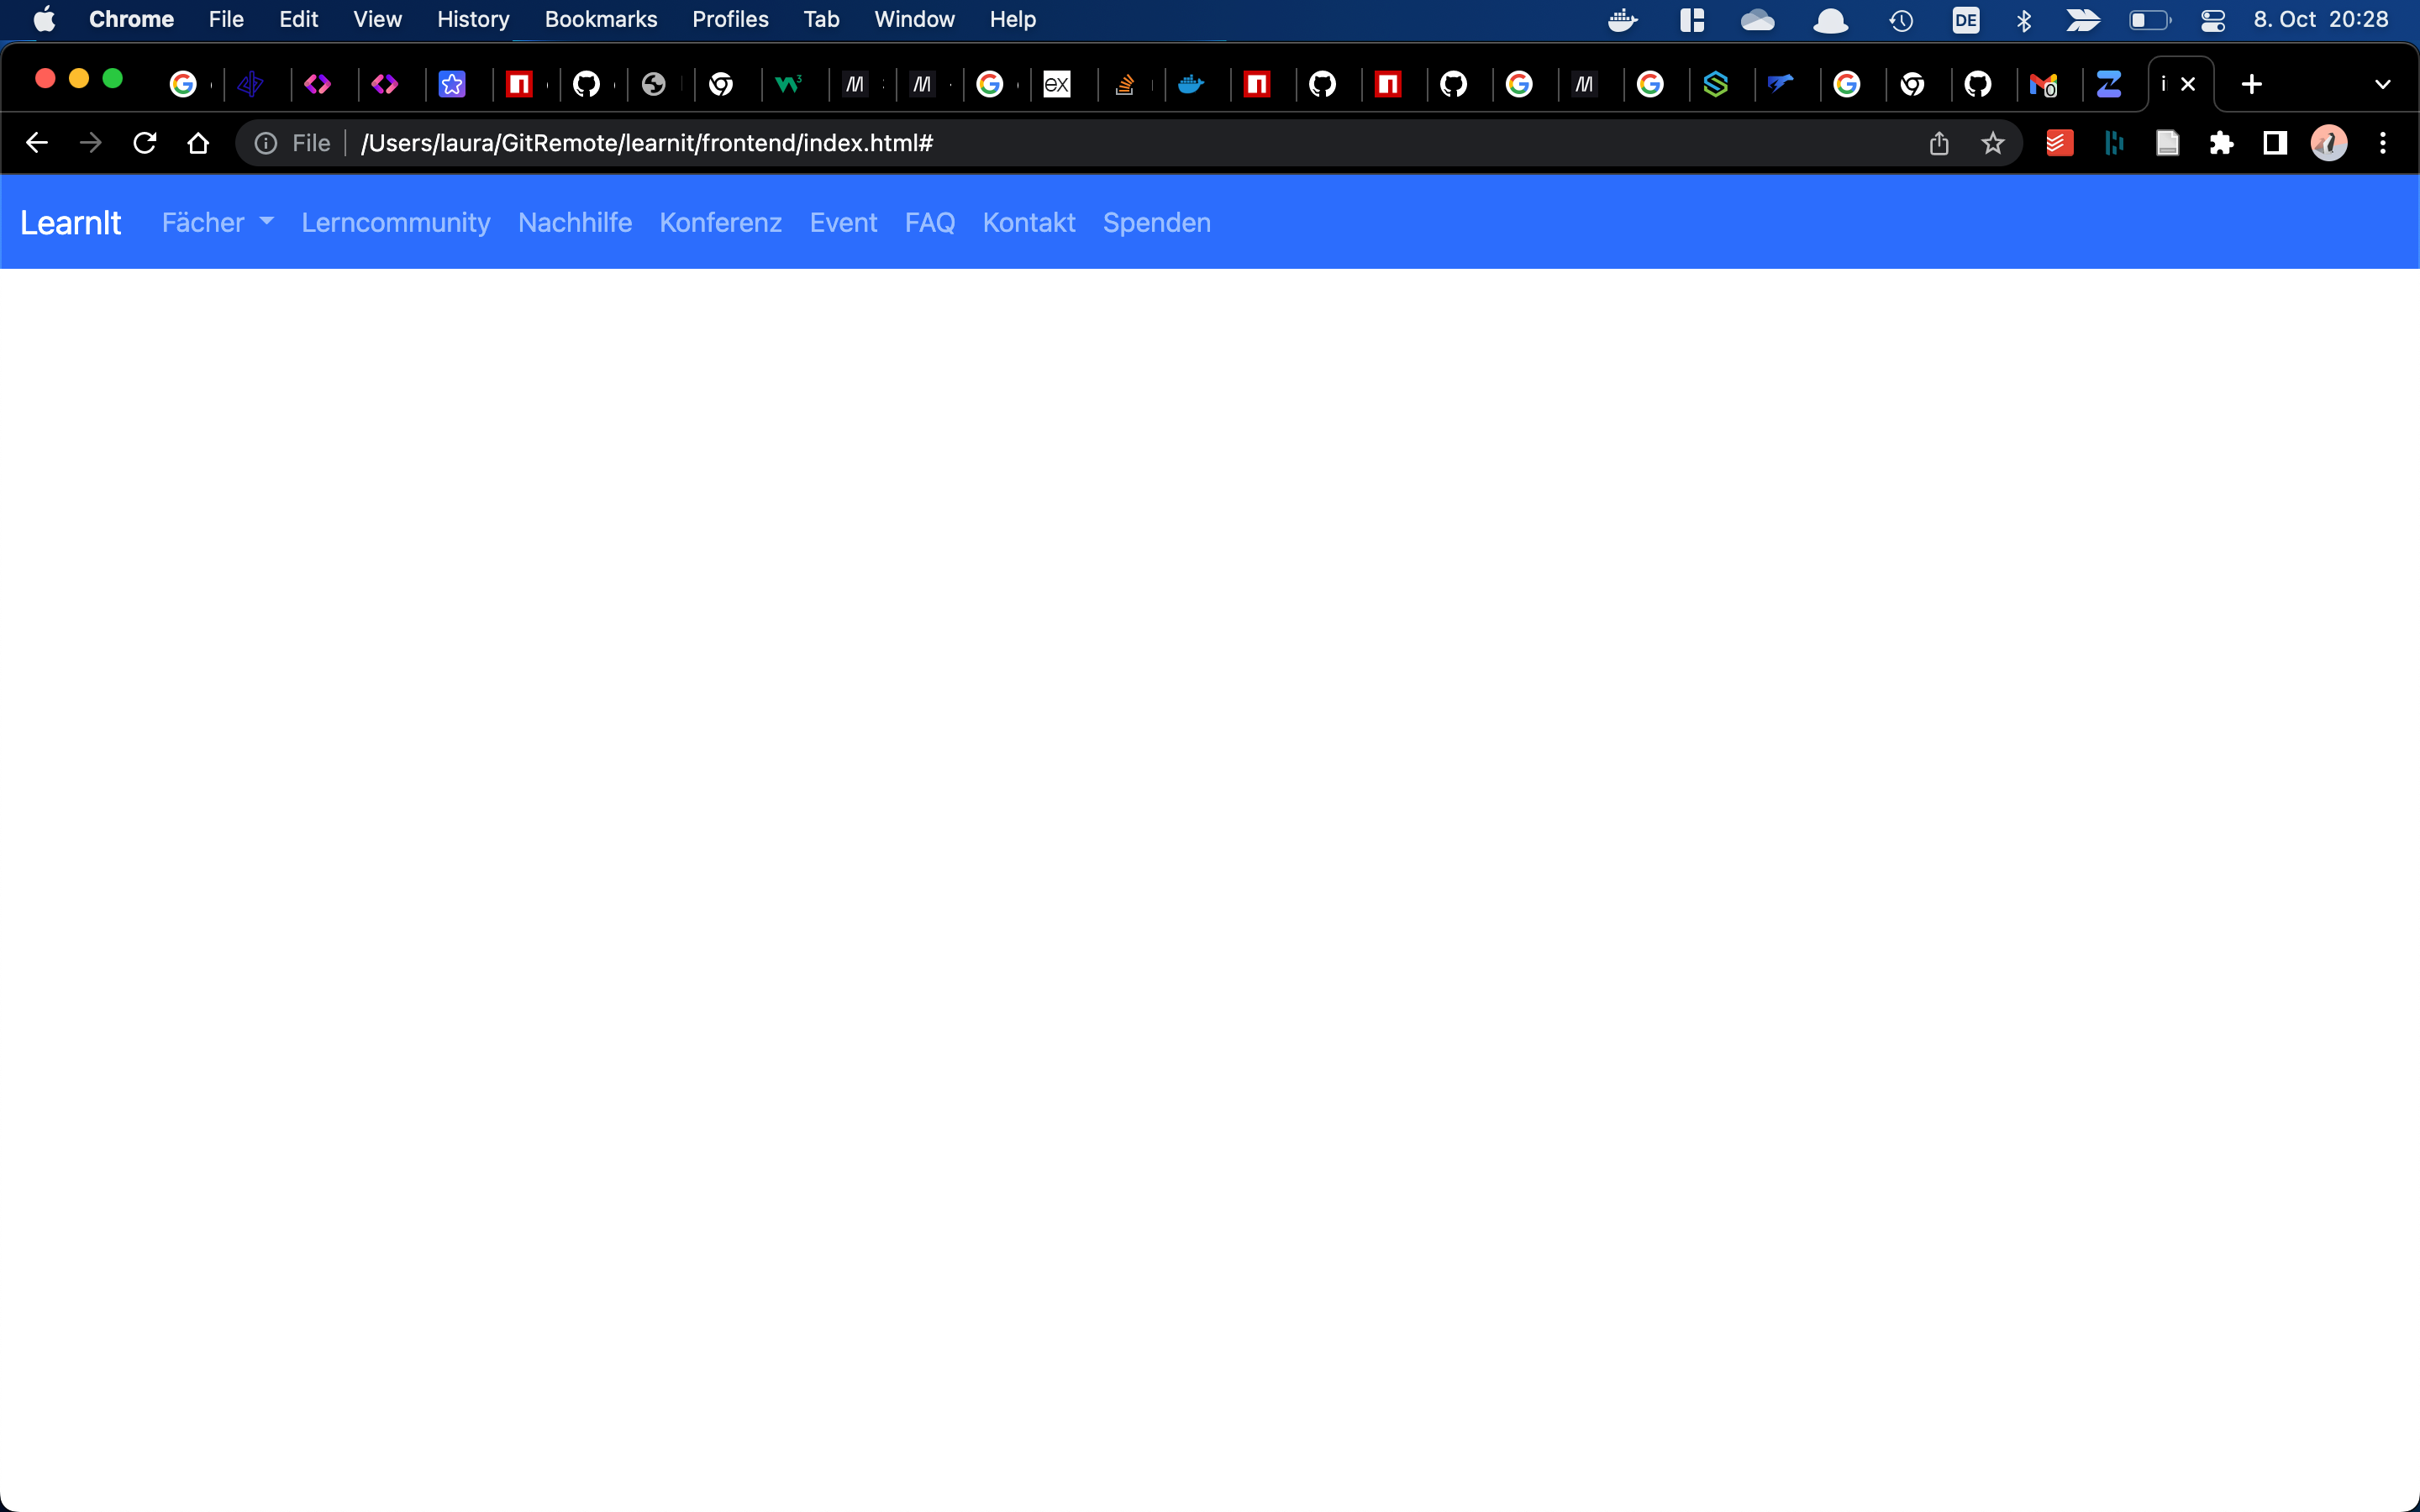 Chrome File Edit View History Bookmarks Profiles Tab Window Help DE 8. Oct 20:28
File /Users/laura/GitRemote/learnit/frontend/index.html#
LearnIt Fächer Lerncommunity Nachhilfe Konferenz Event FAQ Kontakt Spenden